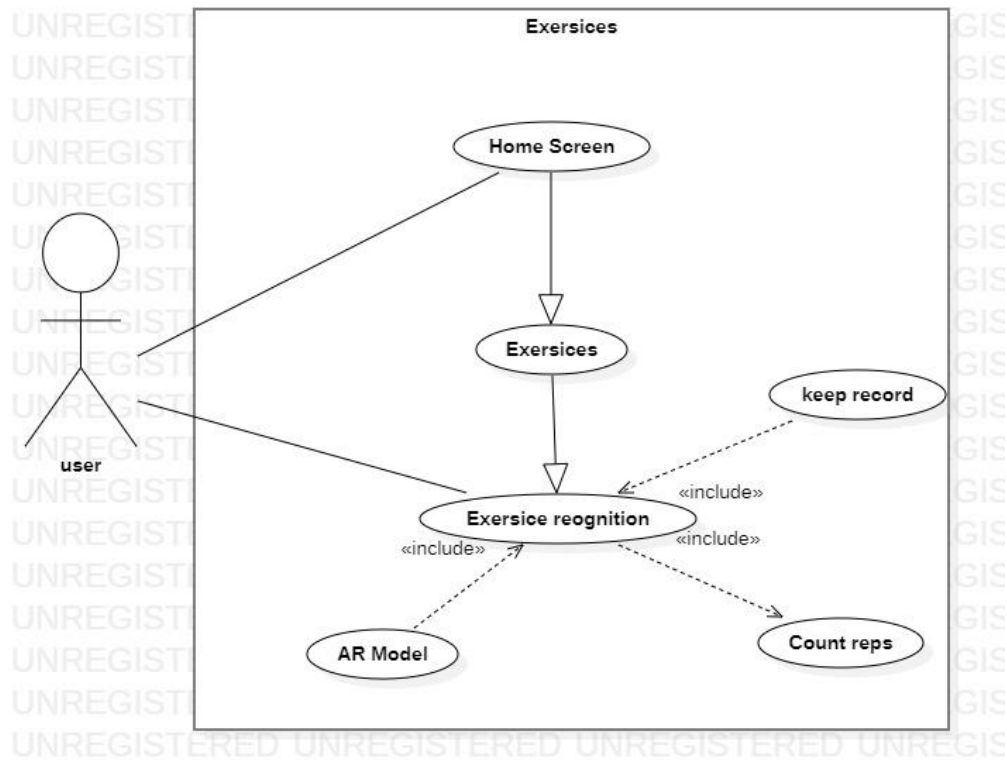 Exersices
Home Screen
Exersices
keep record
user
«include»
Exersice reognition
«include»
«include»
AR Model
Count reps
UNREGISTERED UNREGISTERED UNREGISTERED UNREGIS